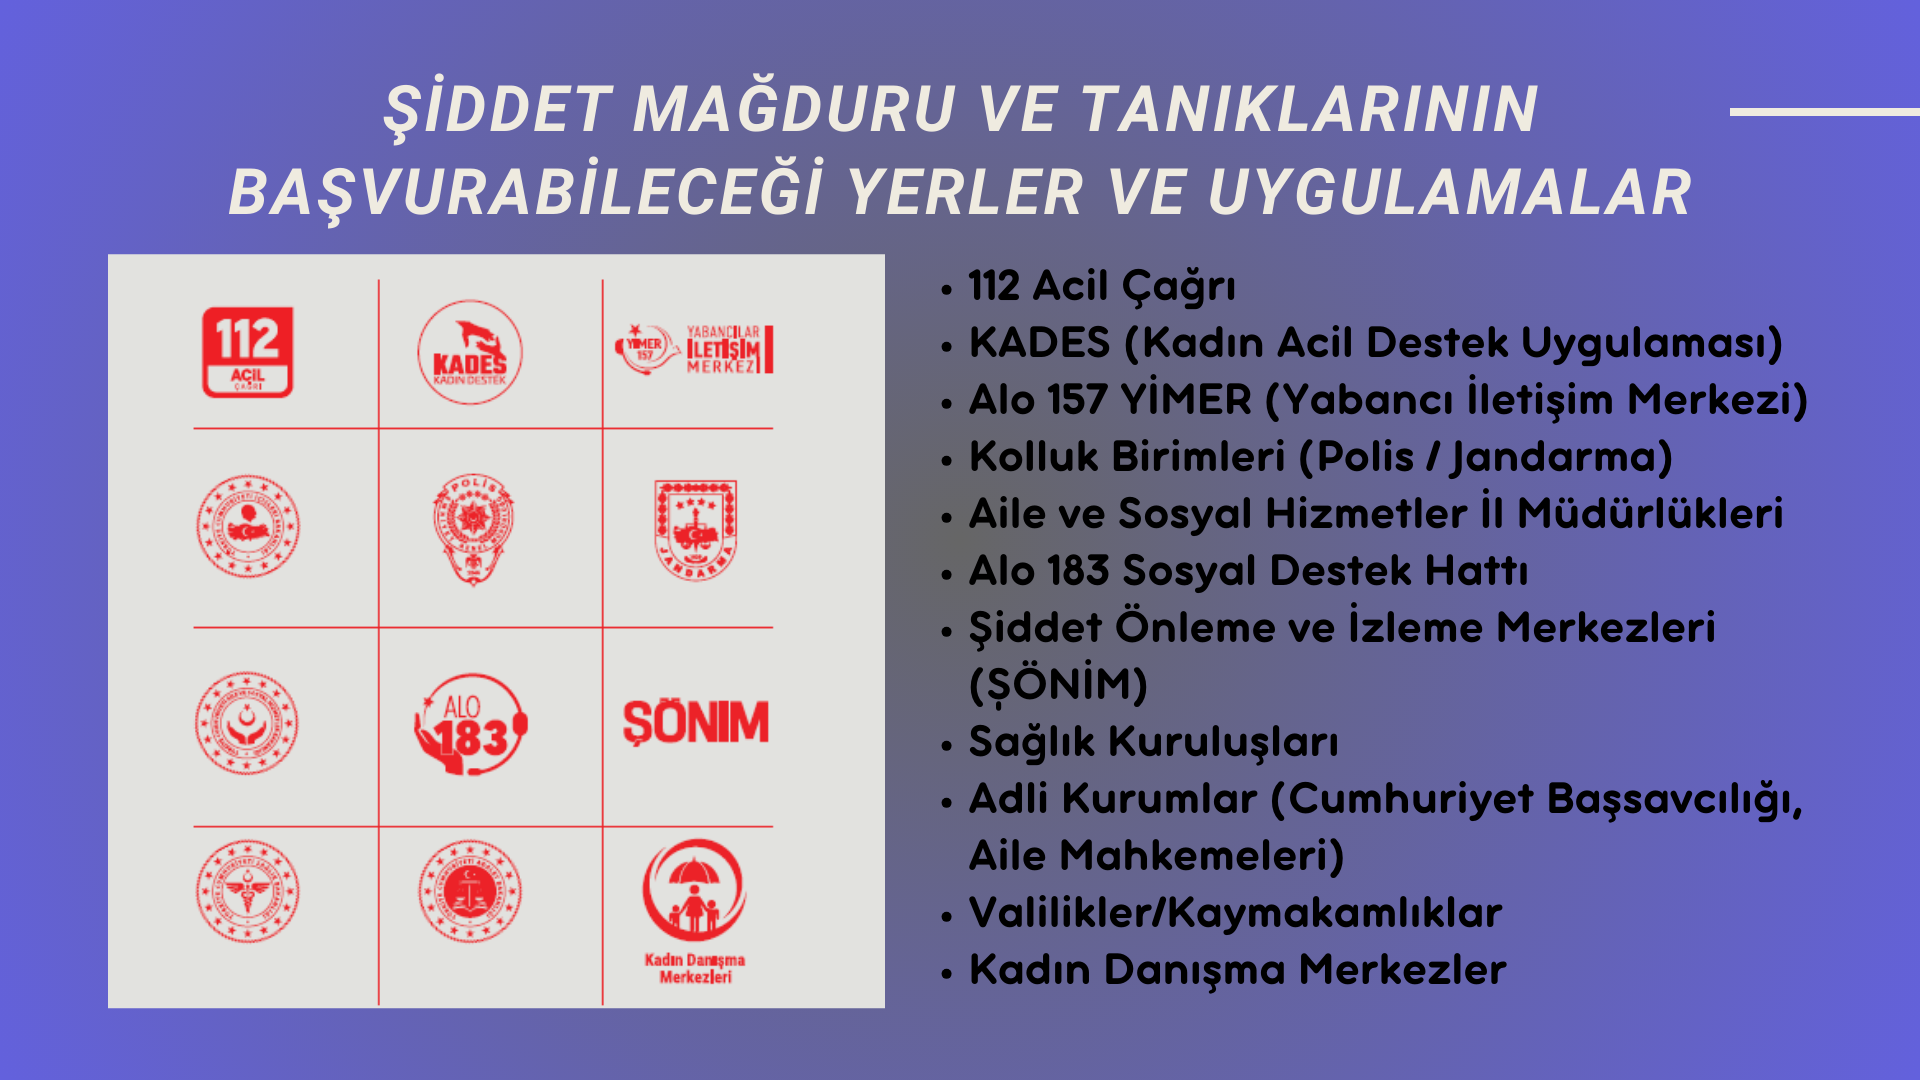 ŞİDDET MAĞDURU VE TANIKLARININ
BAŞVURABİLECEĞİ YERLER VE UYGULAMALAR
112
ACİL
ÇAĞRI
KADES
KADIN DESTEK
YİMER
157
YABANCILAR
İLETİŞİM
MERKEZİ
POLİS
JANDARMA
ALO
183
ŞÖNİM
Kadın Danışma
Merkezleri
• 112 Acil Çağrı
• KADES (Kadın Acil Destek Uygulaması)
• Alo 157 YİMER (Yabancı İletişim Merkezi)
• Kolluk Birimleri (Polis / Jandarma)
• Aile ve Sosyal Hizmetler İl Müdürlükleri
• Alo 183 Sosyal Destek Hattı
• Şiddet Önleme ve İzleme Merkezleri
(ŞÖNİM)
• Sağlık Kuruluşları
• Adli Kurumlar (Cumhuriyet Başsavcılığı,
Aile Mahkemeleri)
• Valilikler/Kaymakamlıklar
• Kadın Danışma Merkezler